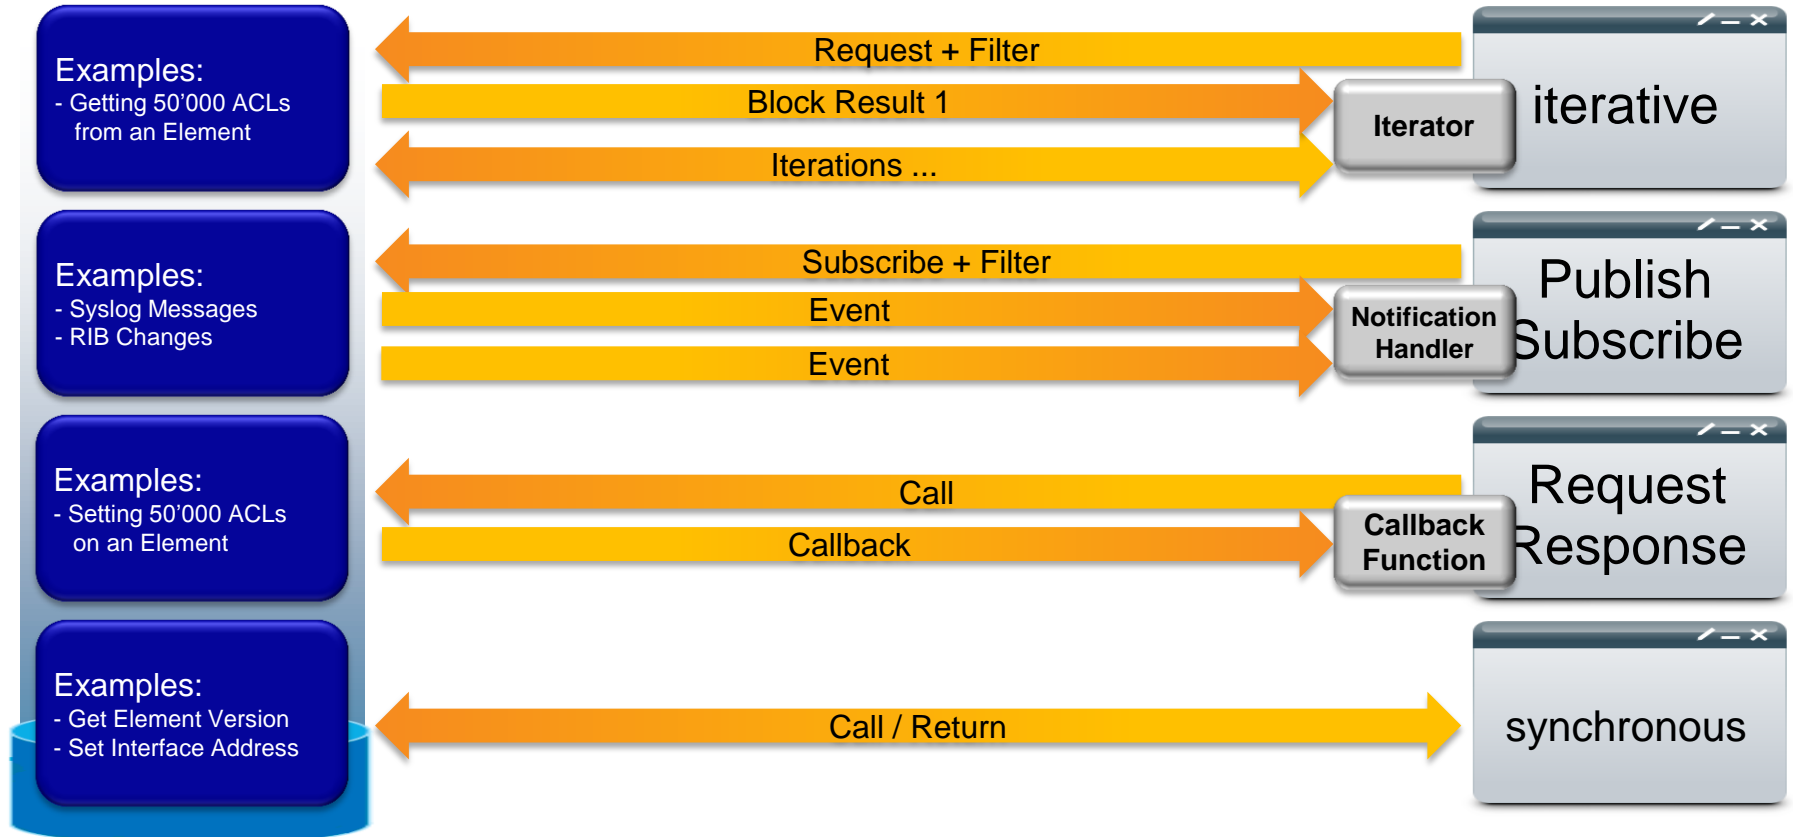 Examples:
- Getting 50'000 ACLs
from an Element
Request + Filter
Block Result 1
Iterations ...
Iterator
iterative
Examples:
- Syslog Messages
- RIB Changes
Subscribe + Filter
Event
Event
Notification
Handler
Publish
Subscribe
Examples:
- Setting 50'000 ACLs
on an Element
Call
Callback
Callback
Function
Request
Response
Examples:
- Get Element Version
- Set Interface Address
Call / Return
synchronous